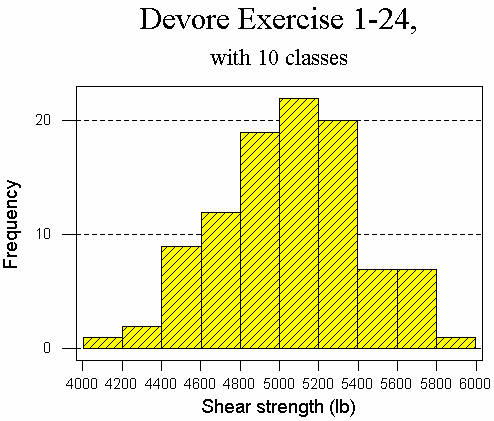 Devore Exercise 1-24,
with 10 classes
20
10
0
Frequency
4000 4200 4400 4600 4800 5000 5200 5400 5600 5800 6000
Shear strength (lb)